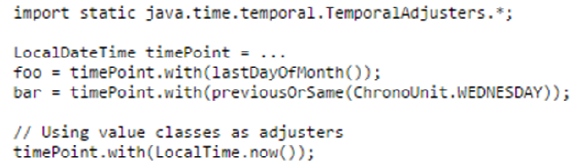 import static java.time.temporal.TemporalAdjusters.*;
LocalDateTime timePoint = ...
foo = timePoint.with(lastDayOfMonth());
bar = timePoint.with(previousOrSame(ChronoUnit.WEDNESDAY));
// Using value classes as adjusters
timePoint.with(LocalTime.now());